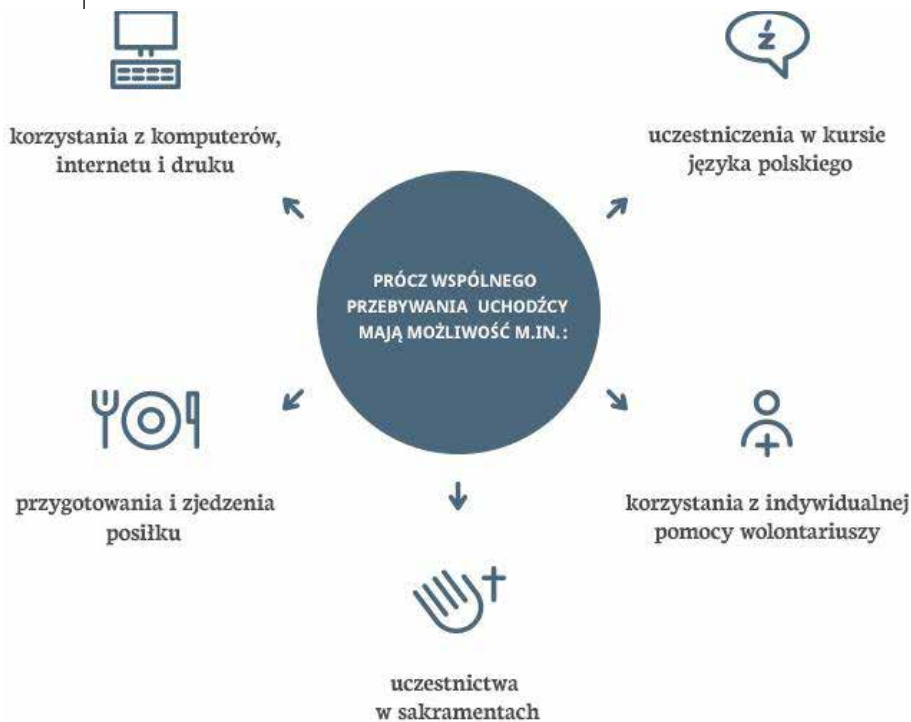 ź
korzystania z komputerów,
internetu i druku
uczestniczenia w kursie
języka polskiego
PRÓCZ WSPÓLNEGO
PRZEBYWANIA UCHODŹCY
MAJĄ MOŻLIWOŚĆ M.IN.:
przygotowania i zjedzenia
posiłku
korzystania z indywidualnej
pomocy wolontariuszy
uczestnictwa
w sakramentach